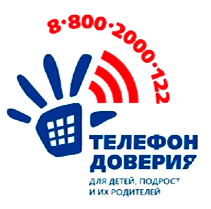 8-800-2000-122
ТЕЛЕФОН
ДОВЕРИЯ
ДЛЯ ДЕТЕЙ, ПОДРОСТ
И ИХ РОДИТЕЛЕЙ